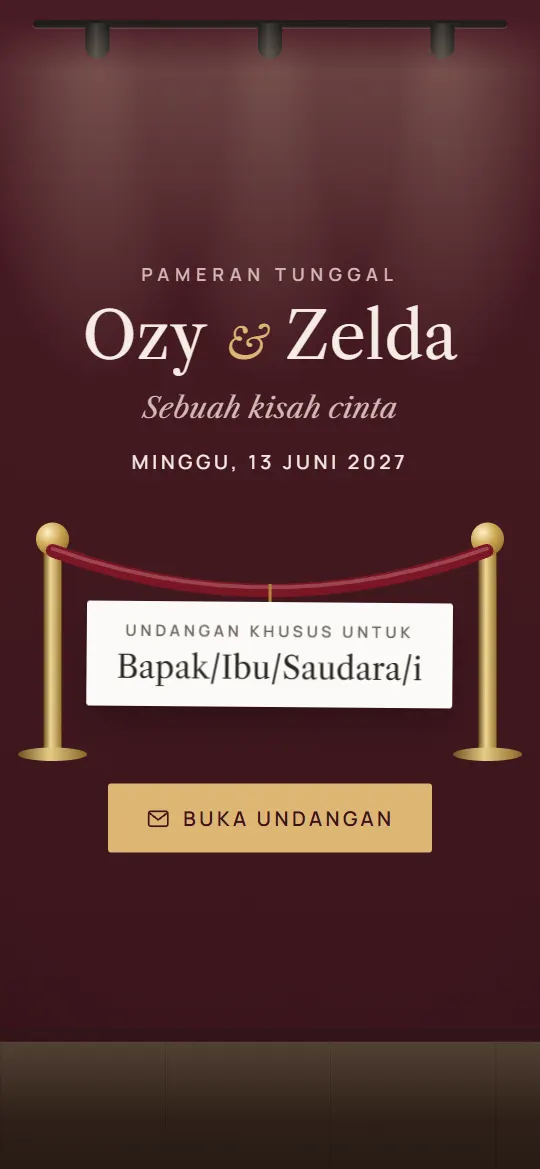 PAMERAN TUNGGAL
Ozy & Zelda
Sebuah kisah cinta
MINGGU, 13 JUNI 2027
UNDANGAN KHUSUS UNTUK
Bapak/Ibu/Saudara/i
BUKA UNDANGAN